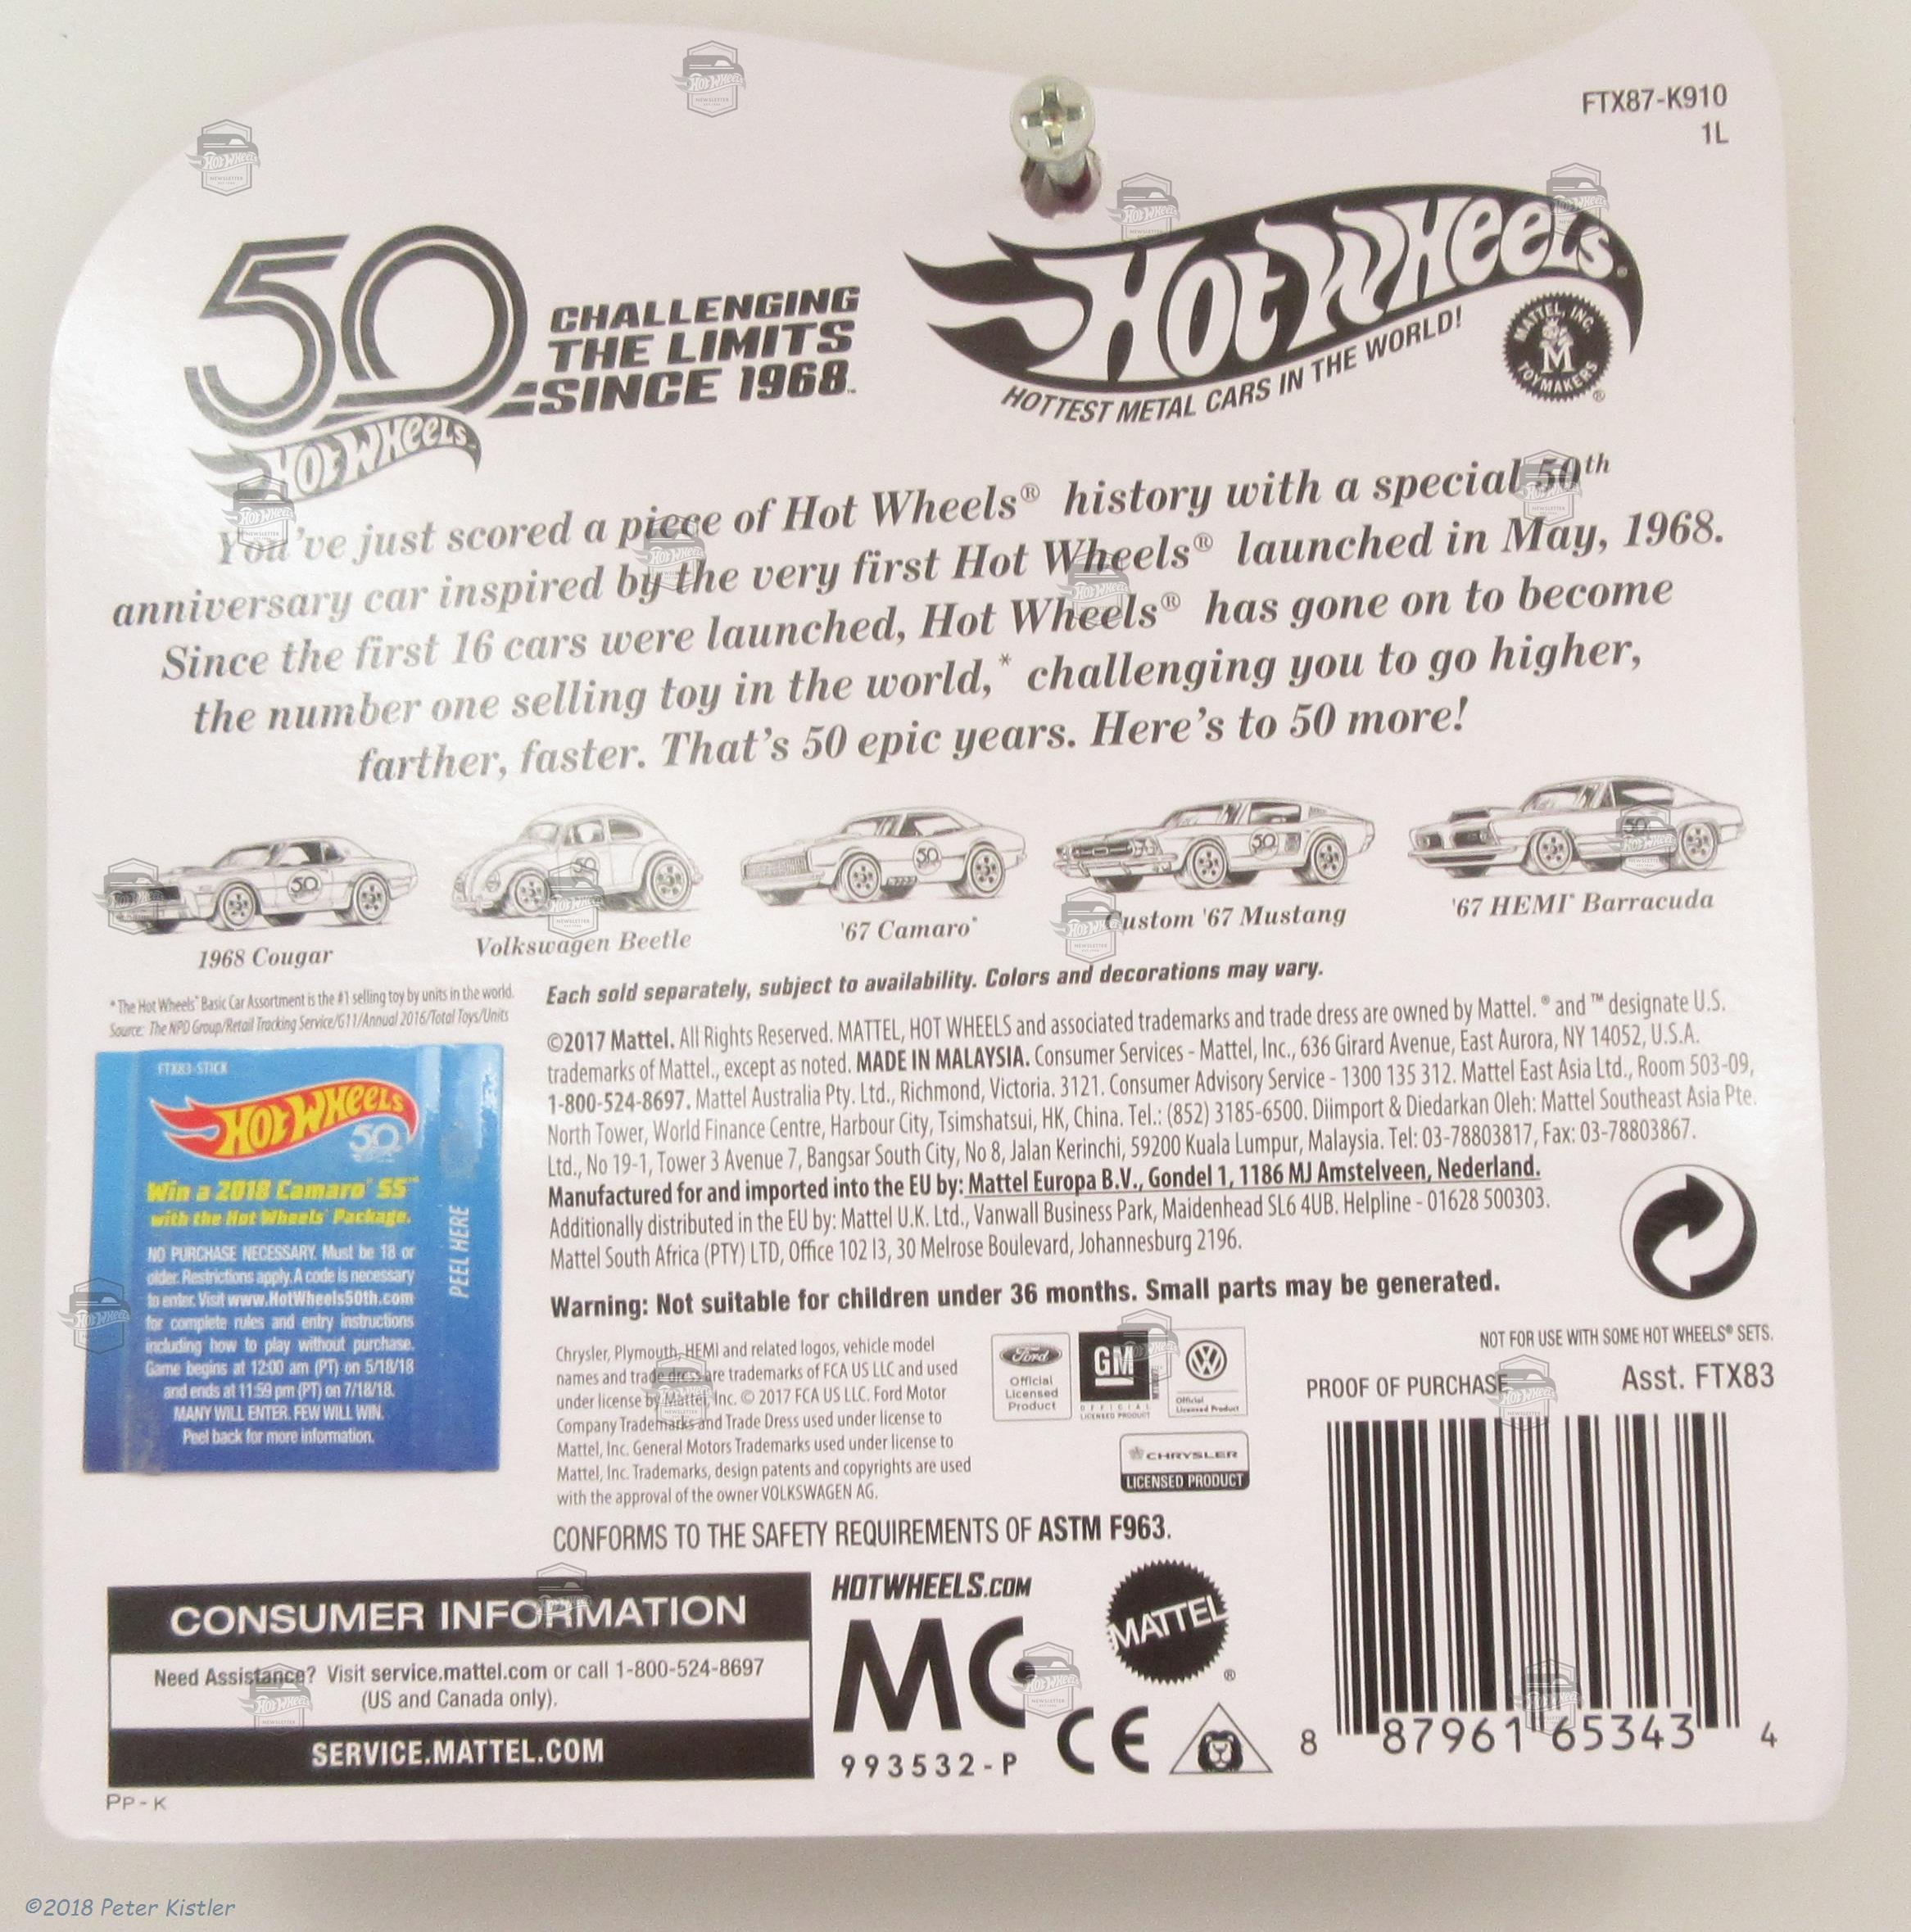 FTX87-K910
1L
50
CHALLENGING
THE LIMITS
SINCE 1968™
HOT WHEELS™
HOT WHEELS®
HOTTEST METAL CARS IN THE WORLD!
MATTEL, INC.
M
TOYMAKERS
®
You've just scored a piece of Hot Wheels® history with a special 50th
anniversary car inspired by the very first Hot Wheels® launched in May, 1968.
Since the first 16 cars were launched, Hot Wheels® has gone on to become
the number one selling toy in the world,* challenging you to go higher,
farther, faster. That's 50 epic years. Here's to 50 more!
1968 Cougar
Volkswagen Beetle
'67 Camaro®
Custom '67 Mustang
'67 HEMI® Barracuda
* The Hot Wheels® Basic Car Assortment is the #1 selling toy by units in the world.
Source: The NPD Group/Retail Tracking Service/G11/Annual 2016/Total Toys/Units
Each sold separately, subject to availability. Colors and decorations may vary.
©2017 Mattel. All Rights Reserved. MATTEL, HOT WHEELS and associated trademarks and trade dress are owned by Mattel. ® and ™ designate U.S.
trademarks of Mattel., except as noted. MADE IN MALAYSIA. Consumer Services - Mattel, Inc., 636 Girard Avenue, East Aurora, NY 14052, U.S.A.
1-800-524-8697. Mattel Australia Pty. Ltd., Richmond, Victoria. 3121. Consumer Advisory Service - 1300 135 312. Mattel East Asia Ltd., Room 503-09,
North Tower, World Finance Centre, Harbour City, Tsimshatsui, HK, China. Tel.: (852) 3185-6500. Diimport & Diedarkan Oleh: Mattel Southeast Asia Pte.
Ltd., No 19-1, Tower 3 Avenue 7, Bangsar South City, No 8, Jalan Kerinchi, 59200 Kuala Lumpur, Malaysia. Tel: 03-78803817, Fax: 03-78803867.
Manufactured for and imported into the EU by: Mattel Europa B.V., Gondel 1, 1186 MJ Amstelveen, Nederland.
Additionally distributed in the EU by: Mattel U.K. Ltd., Vanwall Business Park, Maidenhead SL6 4UB. Helpline - 01628 500303.
Mattel South Africa (PTY) LTD, Office 102 I3, 30 Melrose Boulevard, Johannesburg 2196.
Warning: Not suitable for children under 36 months. Small parts may be generated.
FTX83-STICK
HOT WHEELS
50
Win a 2018 Camaro® SS™
with the Hot Wheels® Package.
NO PURCHASE NECESSARY. Must be 18 or
older. Restrictions apply. A code is necessary
to enter. Visit www.HotWheels50th.com
for complete rules and entry instructions
including how to play without purchase.
Game begins at 12:00 am (PT) on 5/18/18
and ends at 11:59 pm (PT) on 7/18/18.
MANY WILL ENTER. FEW WILL WIN.
Peel back for more information.
PEEL HERE
Chrysler, Plymouth, HEMI and related logos, vehicle model
names and trade dress are trademarks of FCA US LLC and used
under license by Mattel, Inc. © 2017 FCA US LLC. Ford Motor
Company Trademarks and Trade Dress used under license to
Mattel, Inc. General Motors Trademarks used under license to
Mattel, Inc. Trademarks, design patents and copyrights are used
with the approval of the owner VOLKSWAGEN AG.
Ford
Official
Licensed
Product
GM
OFFICIAL
LICENSED PRODUCT
Official
Licensed Product
CHRYSLER
LICENSED PRODUCT
NOT FOR USE WITH SOME HOT WHEELS® SETS.
PROOF OF PURCHASE
Asst. FTX83
CONFORMS TO THE SAFETY REQUIREMENTS OF ASTM F963.
CONSUMER INFORMATION
Need Assistance? Visit service.mattel.com or call 1-800-524-8697
(US and Canada only).
SERVICE.MATTEL.COM
PP-K
HOTWHEELS.COM
MC
993532-P
MATTEL
®
CE
8 87961 65343 4
©2018 Peter Kistler